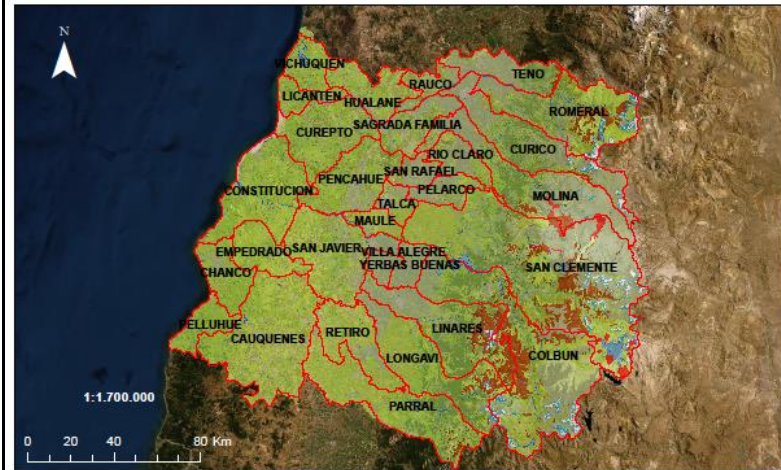 N
VICHUQUEN
TENO
RAUCO
LICANTEN
HUALANE
ROMERAL
SAGRADA FAMILIA
CUREPTO
CURICO
RIO CLARO
SAN RAFAEL
PENCAHUE
PELARCO
CONSTITUCION
MOLINA
TALCA
MAULE
EMPEDRADO
SAN JAVIER
VILLA ALEGRE
YERBAS BUENAS
SAN CLEMENTE
CHANCO
PELLUHUE
CAUQUENES
RETIRO
LINARES
LONGAVI
COLBUN
PARRAL
1:1.700.000
0 20 40 80 Km